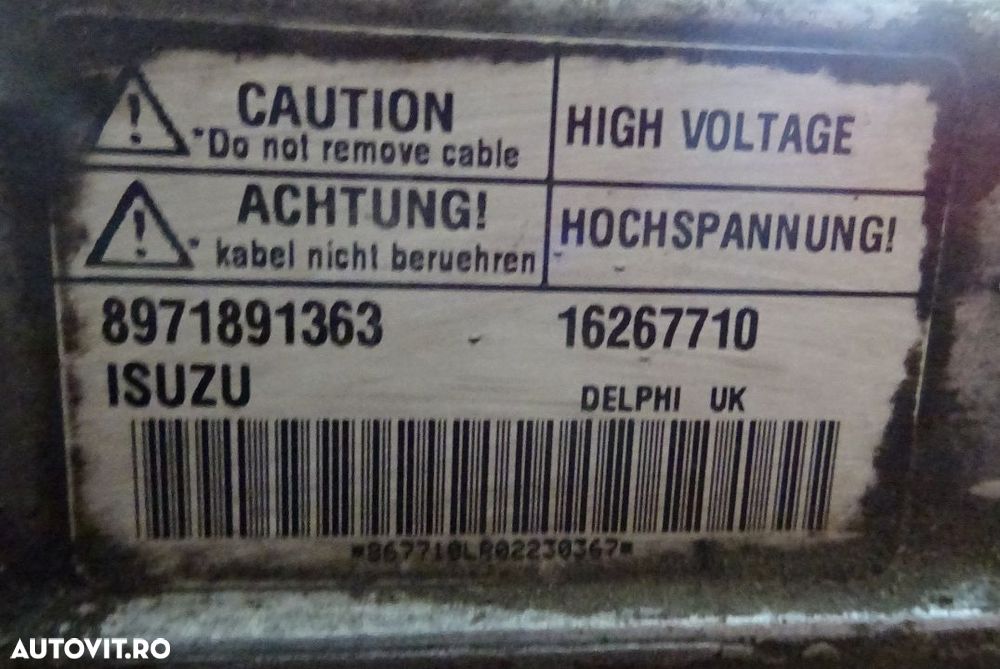 CAUTION
*Do not remove cable
HIGH VOLTAGE
ACHTUNG!
* kabel nicht beruehren
HOCHSPANNUNG!
8971891363 16267710
ISUZU
DELPHI UK
*867710LR02230367*
AUTOVIT.RO